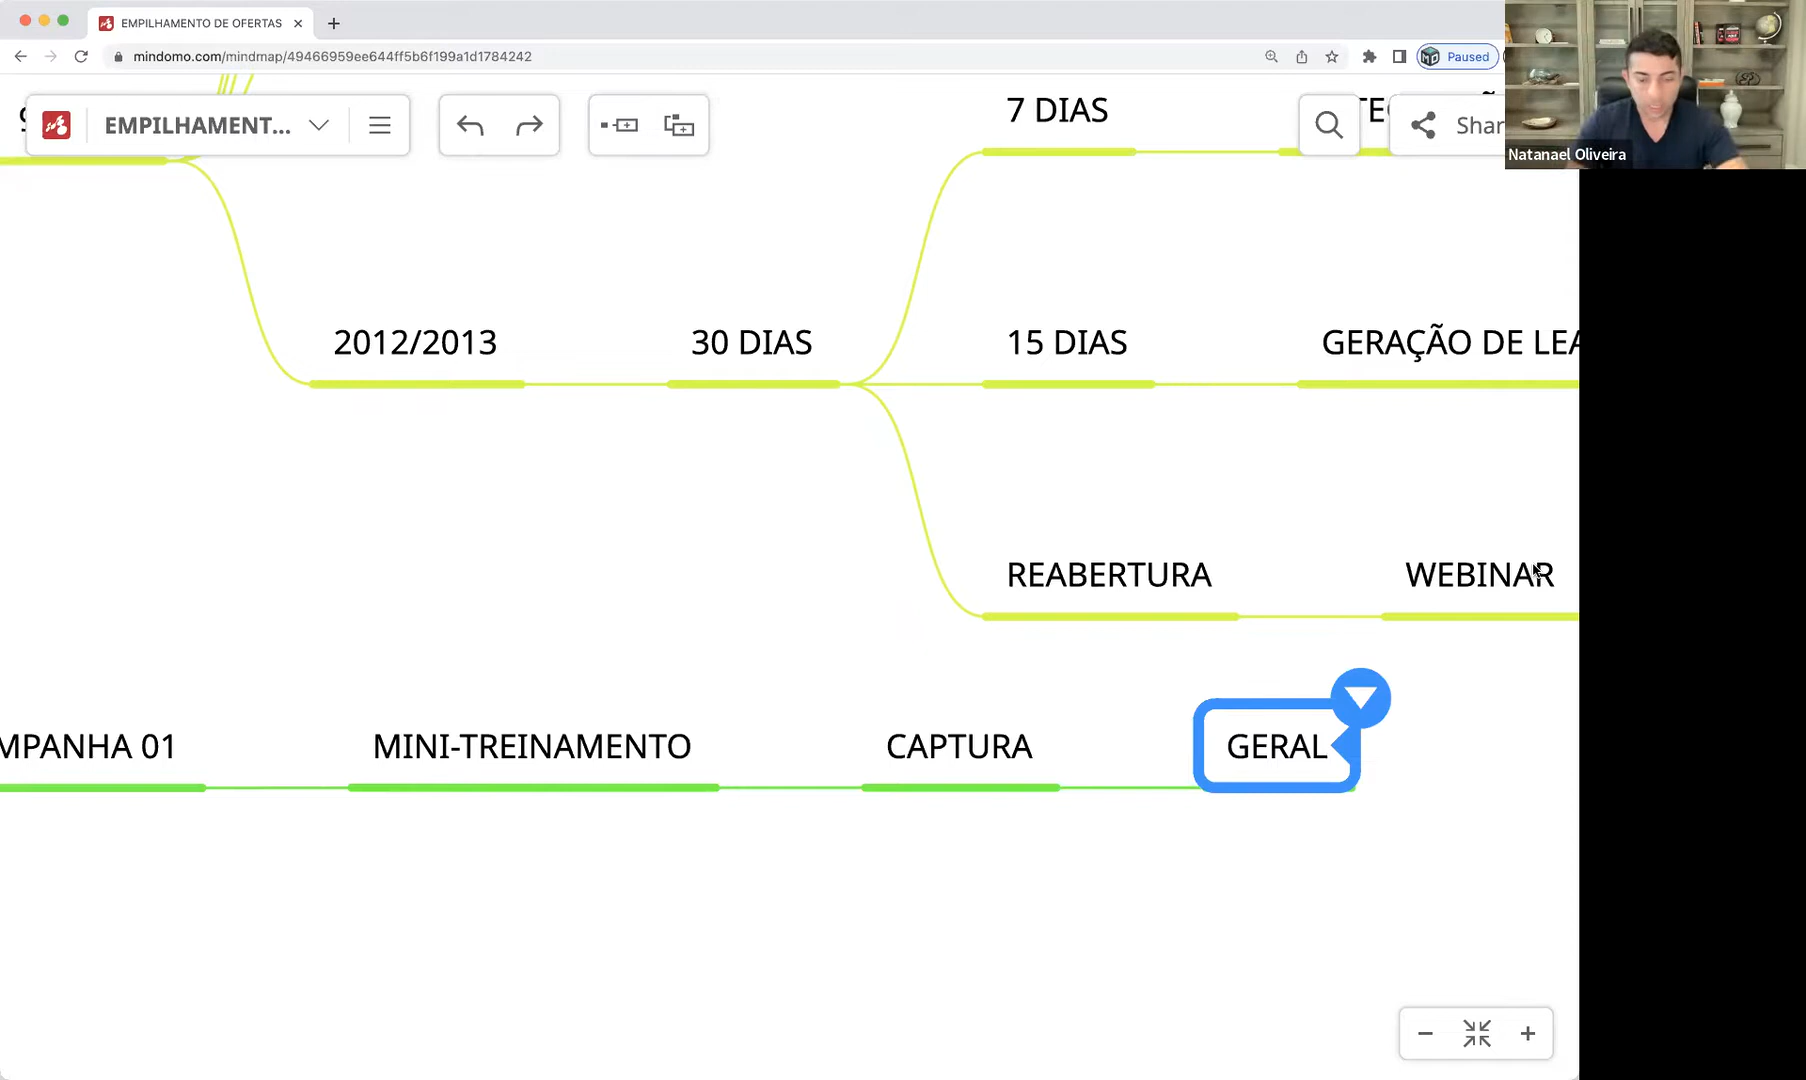 EMPILHAMENTO DE OFERTAS
mindomo.com/mindmap/49466959ee644ff5b6f199a1d1784242
Paused
EMPILHAMENT...
Shar
Natanael Oliveira
7 DIAS
2012/2013
30 DIAS
15 DIAS
GERAÇÃO DE LEA
REABERTURA
WEBINAR
MPANHA 01
MINI-TREINAMENTO
CAPTURA
GERAL